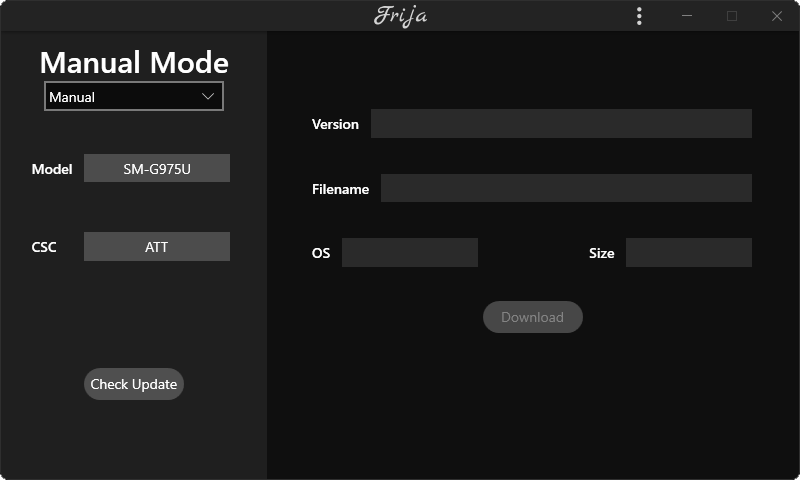 Frija
Manual Mode
Manual
Model SM-G975U
CSC ATT
Check Update
Version
Filename
OS Size
Download